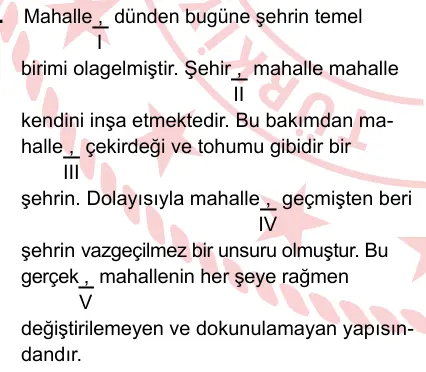 . Mahalle , dünden bugüne şehrin temel
I
birimi olagelmiştir. Şehir , mahalle mahalle
II
kendini inşa etmektedir. Bu bakımdan ma-
halle , çekirdeği ve tohumu gibidir bir
III
şehrin. Dolayısıyla mahalle , geçmişten beri
IV
şehrin vazgeçilmez bir unsuru olmuştur. Bu
gerçek , mahallenin her şeye rağmen
V
değiştirilemeyen ve dokunulamayan yapısın-
dandır.
TÜRKİY